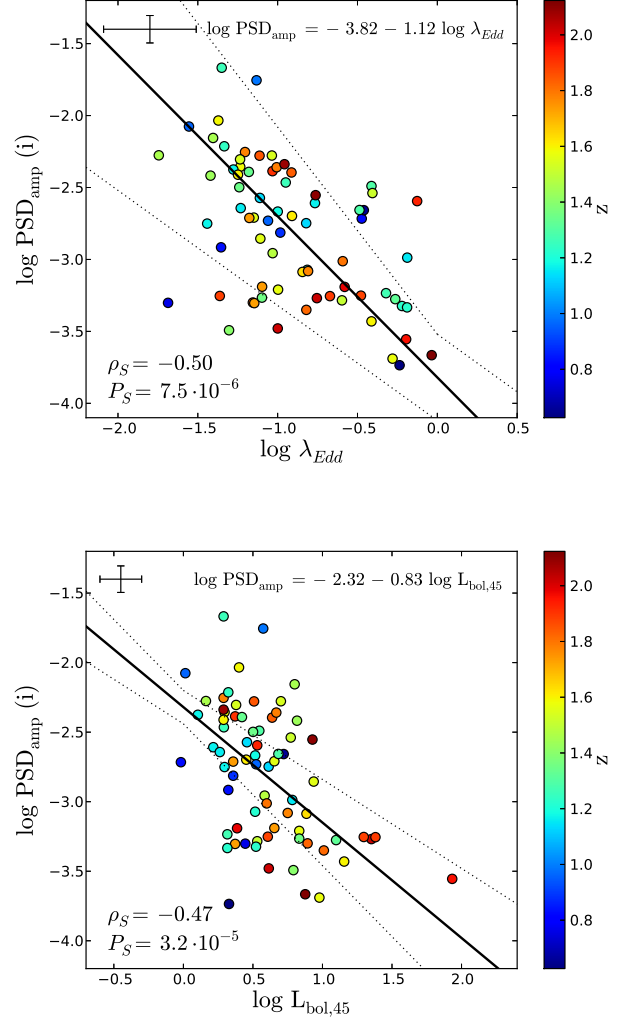 log PSD_amp = − 3.82 − 1.12 log λ_Edd
−1.5
−2.0
−2.5
−3.0
−3.5
−4.0
log PSD_amp (i)
ρ_S = −0.50
P_S = 7.5 ·10^−6
−2.0 −1.5 −1.0 −0.5 0.0 0.5
log λ_Edd
2.0
1.8
1.6
1.4
1.2
1.0
0.8
z
log PSD_amp = − 2.32 − 0.83 log L_bol,45
−1.5
−2.0
−2.5
−3.0
−3.5
−4.0
log PSD_amp (i)
ρ_S = −0.47
P_S = 3.2 ·10^−5
−0.5 0.0 0.5 1.0 1.5 2.0
log L_bol,45
2.0
1.8
1.6
1.4
1.2
1.0
0.8
z